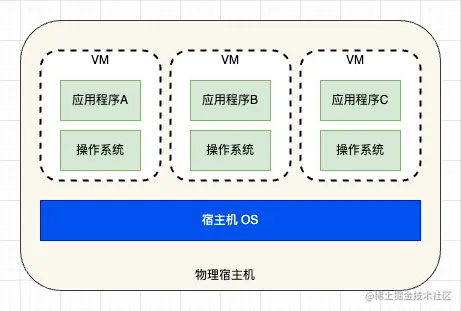 VM VM VM
应用程序A 应用程序B 应用程序C
操作系统 操作系统 操作系统
宿主机 OS
物理宿主机
@稀土掘金技术社区